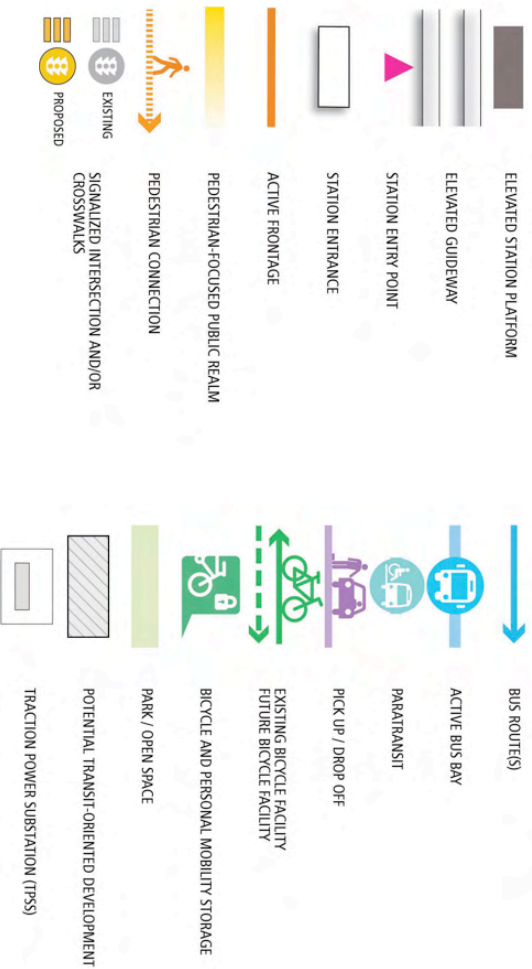 ELEVATED STATION PLATFORM
ELEVATED GUIDEWAY
STATION ENTRY POINT
STATION ENTRANCE
ACTIVE FRONTAGE
PEDESTRIAN-FOCUSED PUBLIC REALM
PEDESTRIAN CONNECTION
EXISTING
PROPOSED
SIGNALIZED INTERSECTION AND/OR
CROSSWALKS
BUS ROUTE(S)
ACTIVE BUS BAY
PARATRANSIT
PICK UP / DROP OFF
EXISTING BICYCLE FACILITY
FUTURE BICYCLE FACILITY
BICYCLE AND PERSONAL MOBILITY STORAGE
PARK / OPEN SPACE
POTENTIAL TRANSIT-ORIENTED DEVELOPMENT
TRACTION POWER SUBSTATION (TPSS)